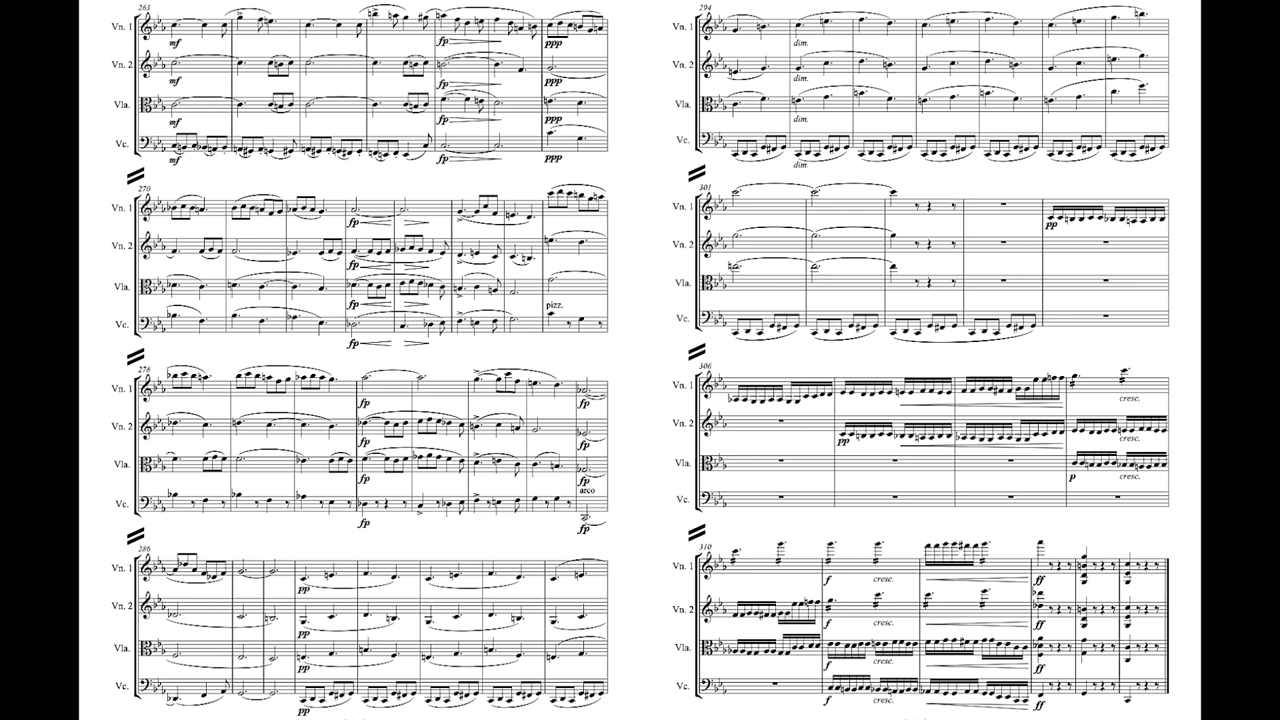 263
Vn. 1
mf
fp
ppp
Vn. 2
mf
fp
ppp
Vla.
mf
fp
ppp
Vc.
mf
fp
ppp
270
Vn. 1
fp
Vn. 2
fp
Vla.
fp
pizz.
Vc.
fp
278
Vn. 1
fp
fp
Vn. 2
fp
fp
Vla.
fp
fp
arco
Vc.
fp
fp
286
Vn. 1
pp
Vn. 2
pp
Vla.
pp
Vc.
pp
294
Vn. 1
dim.
Vn. 2
dim.
Vla.
dim.
Vc.
dim.
301
Vn. 1
pp
Vn. 2
Vla.
Vc.
306
Vn. 1
cresc.
Vn. 2
pp
cresc.
Vla.
p
cresc.
Vc.
310
Vn. 1
f
cresc.
ff
Vn. 2
f
cresc.
ff
Vla.
f
cresc.
ff
Vc.
f
cresc.
ff